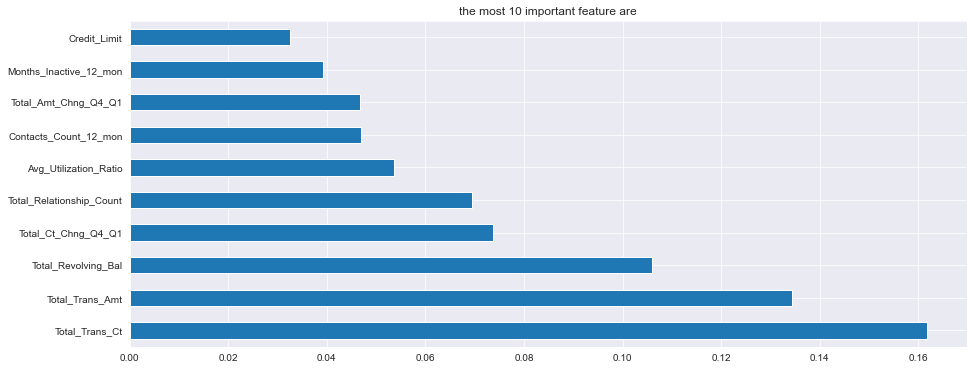 the most 10 important feature are
Credit_Limit
Months_Inactive_12_mon
Total_Amt_Chng_Q4_Q1
Contacts_Count_12_mon
Avg_Utilization_Ratio
Total_Relationship_Count
Total_Ct_Chng_Q4_Q1
Total_Revolving_Bal
Total_Trans_Amt
Total_Trans_Ct
0.00 0.02 0.04 0.06 0.08 0.10 0.12 0.14 0.16